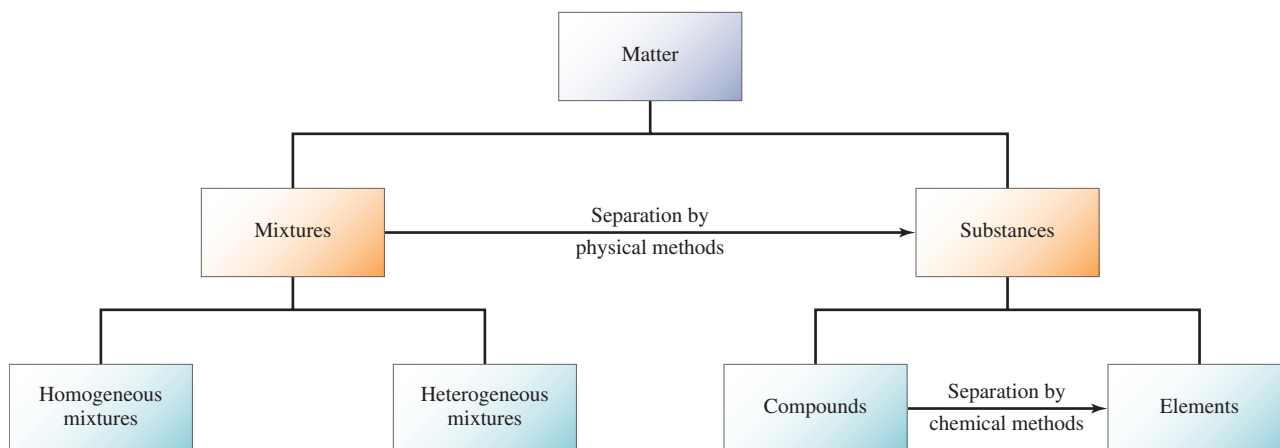 Matter
Mixtures
Separation by
physical methods
Substances
Homogeneous
mixtures
Heterogeneous
mixtures
Compounds
Separation by
chemical methods
Elements